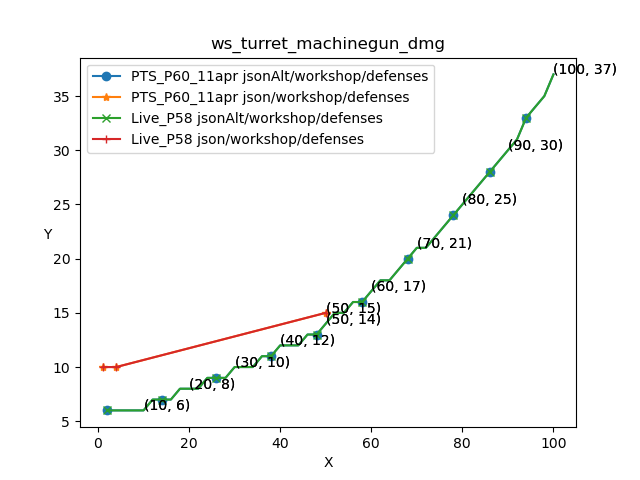 ws_turret_machinegun_dmg
PTS_P60_11apr jsonAlt/workshop/defenses
PTS_P60_11apr json/workshop/defenses
Live_P58 jsonAlt/workshop/defenses
Live_P58 json/workshop/defenses
(100, 37)
35
(90, 30)
30
(80, 25)
25
Y
(70, 21)
20
(60, 17)
(50, 15)
15
(50, 14)
(40, 12)
(30, 10)
10
(20, 8)
(10, 6)
5
0 20 40 60 80 100
X